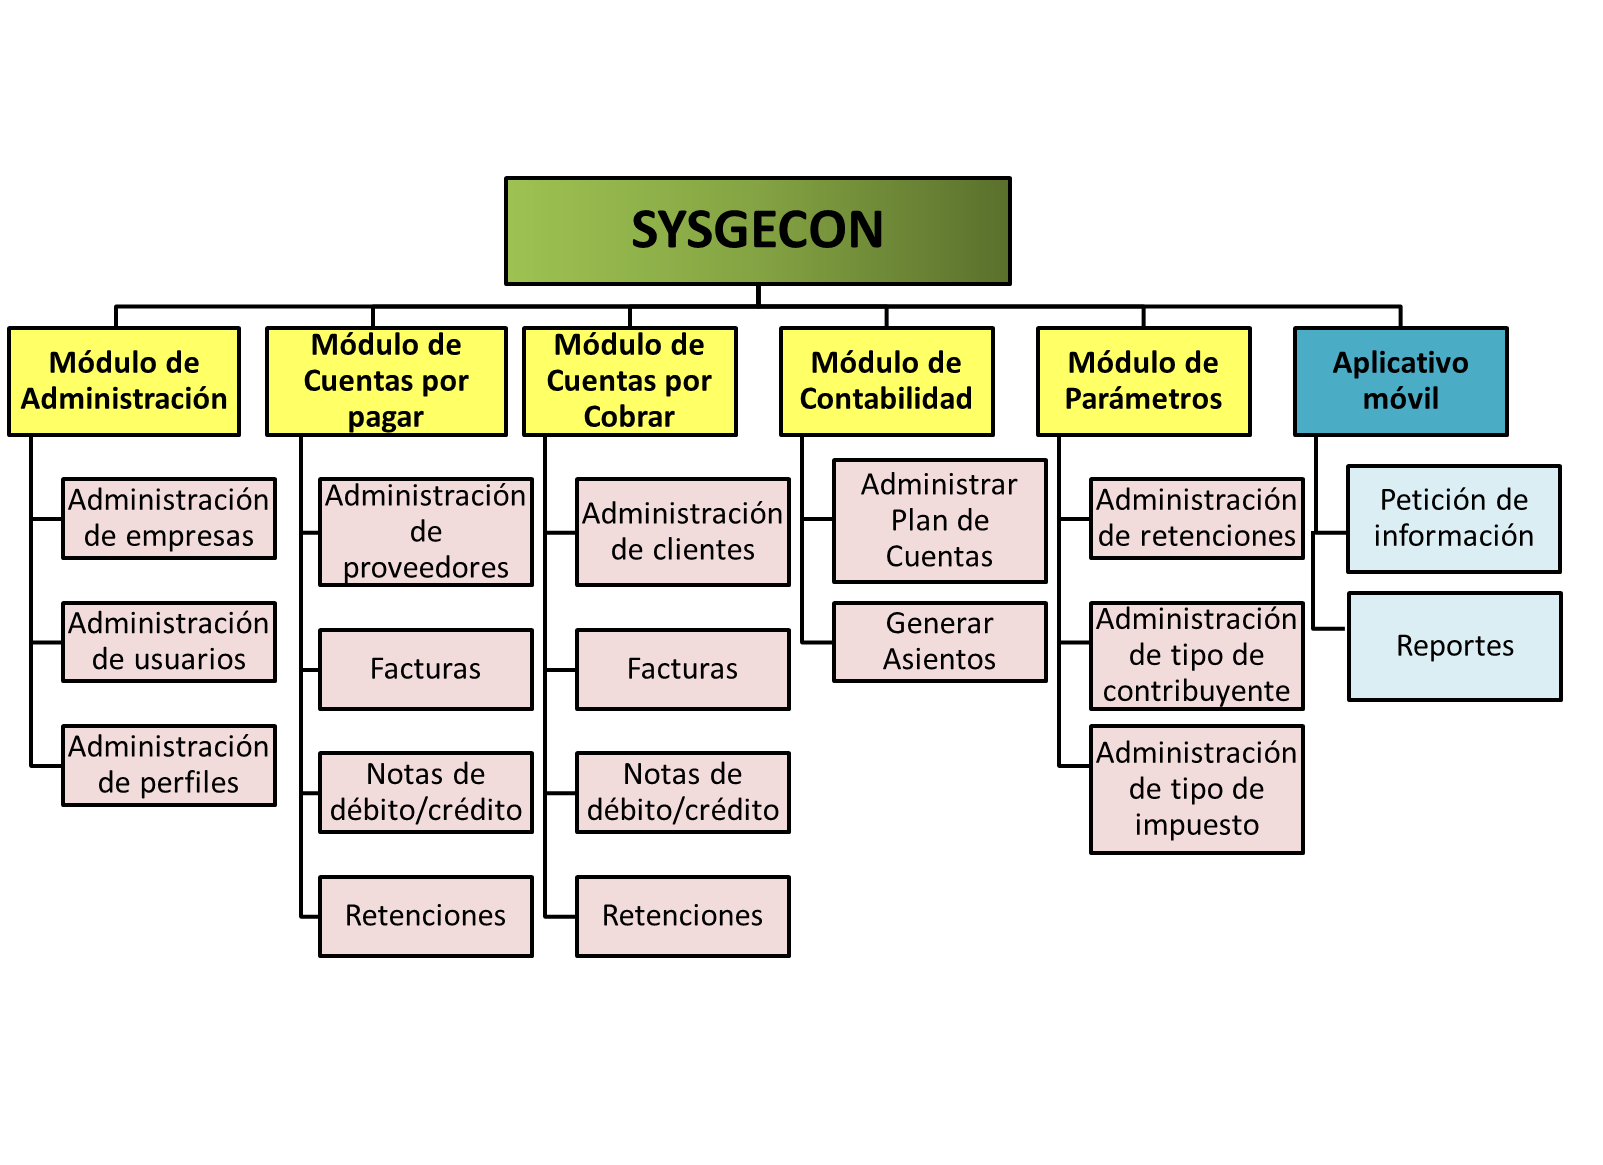 SYSGECON
Módulo de
Administración
Módulo de
Cuentas por
pagar
Módulo de
Cuentas por
Cobrar
Módulo de
Contabilidad
Módulo de
Parámetros
Aplicativo
móvil
Administración
de empresas
Administración
de usuarios
Administración
de perfiles
Administración
de
proveedores
Facturas
Notas de
débito/crédito
Retenciones
Administración
de clientes
Facturas
Notas de
débito/crédito
Retenciones
Administrar
Plan de
Cuentas
Generar
Asientos
Administración
de retenciones
Administración
de tipo de
contribuyente
Administración
de tipo de
impuesto
Petición de
información
Reportes